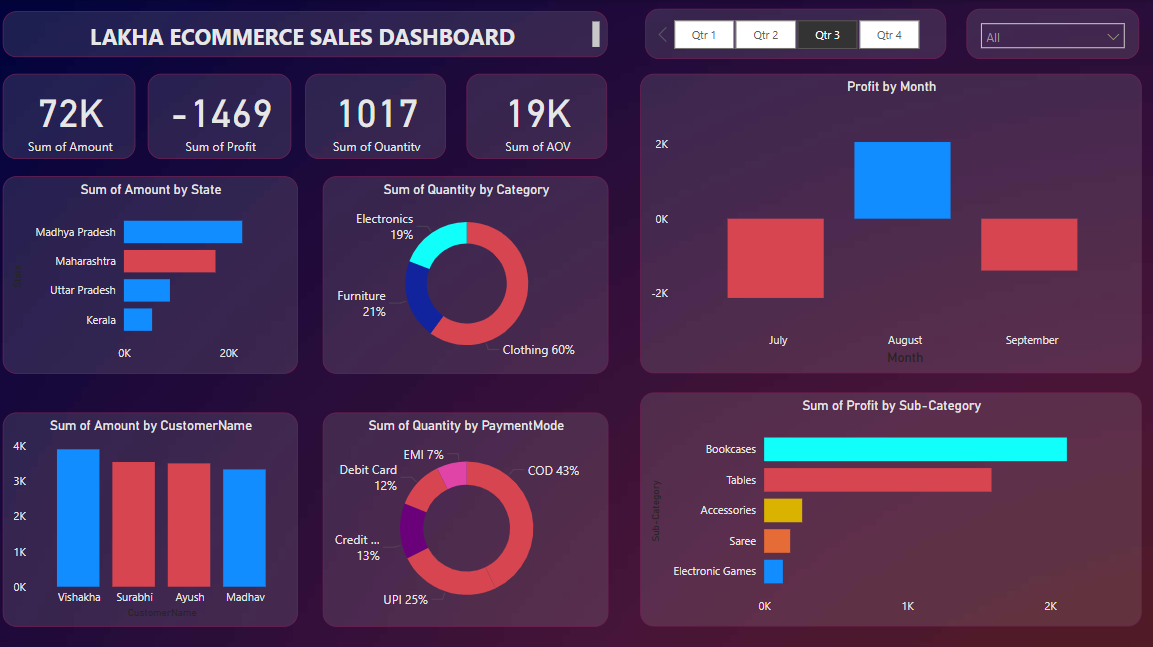 LAKHA ECOMMERCE SALES DASHBOARD
Qtr 1
Qtr 2
Qtr 3
Qtr 4
All
72K
Sum of Amount
-1469
Sum of Profit
1017
Sum of Quantity
19K
Sum of AOV
Profit by Month
2K
0K
-2K
July
August
September
Month
Sum of Amount by State
Madhya Pradesh
Maharashtra
Uttar Pradesh
Kerala
0K
20K
Sum of Quantity by Category
Electronics
19%
Furniture
21%
Clothing 60%
Sum of Amount by CustomerName
4K
3K
2K
1K
0K
Vishakha
Surabhi
Ayush
Madhav
CustomerName
Sum of Quantity by PaymentMode
EMI 7%
Debit Card
12%
Credit ...
13%
UPI 25%
COD 43%
Sum of Profit by Sub-Category
Sub-Category
Bookcases
Tables
Accessories
Saree
Electronic Games
0K
1K
2K